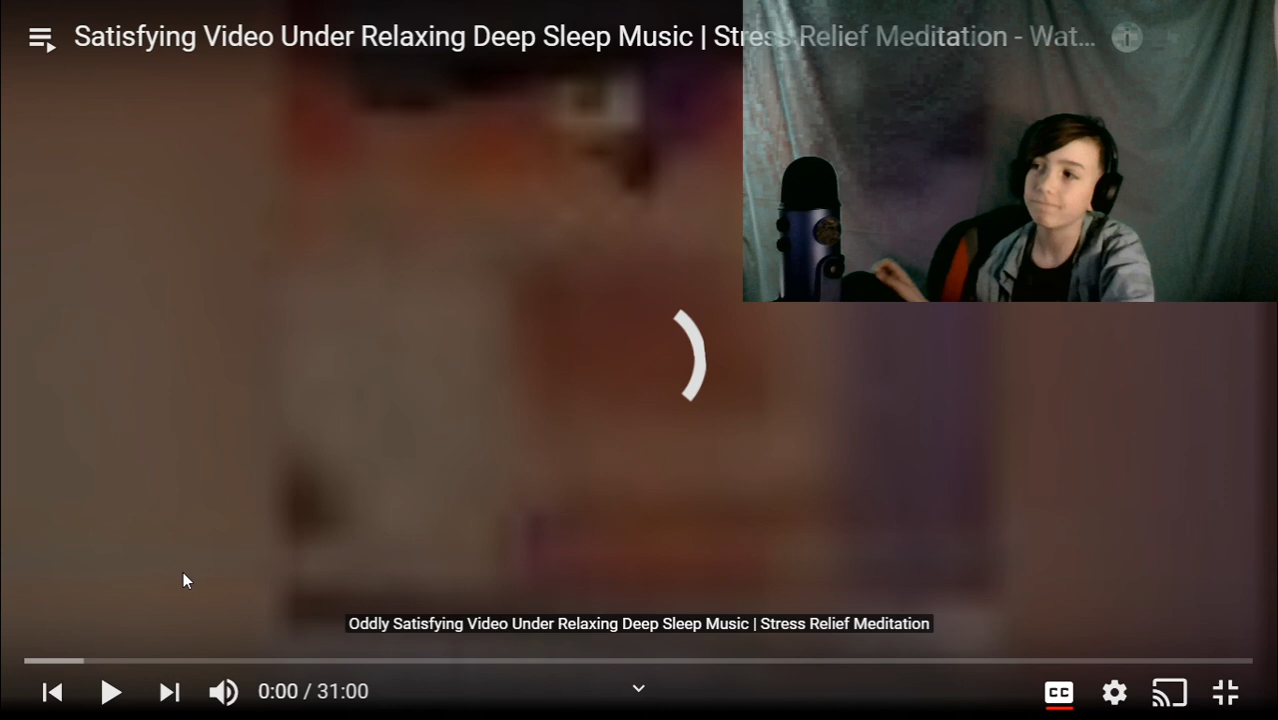 Satisfying Video Under Relaxing Deep Sleep Music | Stress Relief Meditation - Wat...
Oddly Satisfying Video Under Relaxing Deep Sleep Music | Stress Relief Meditation
0:00 / 31:00
CC